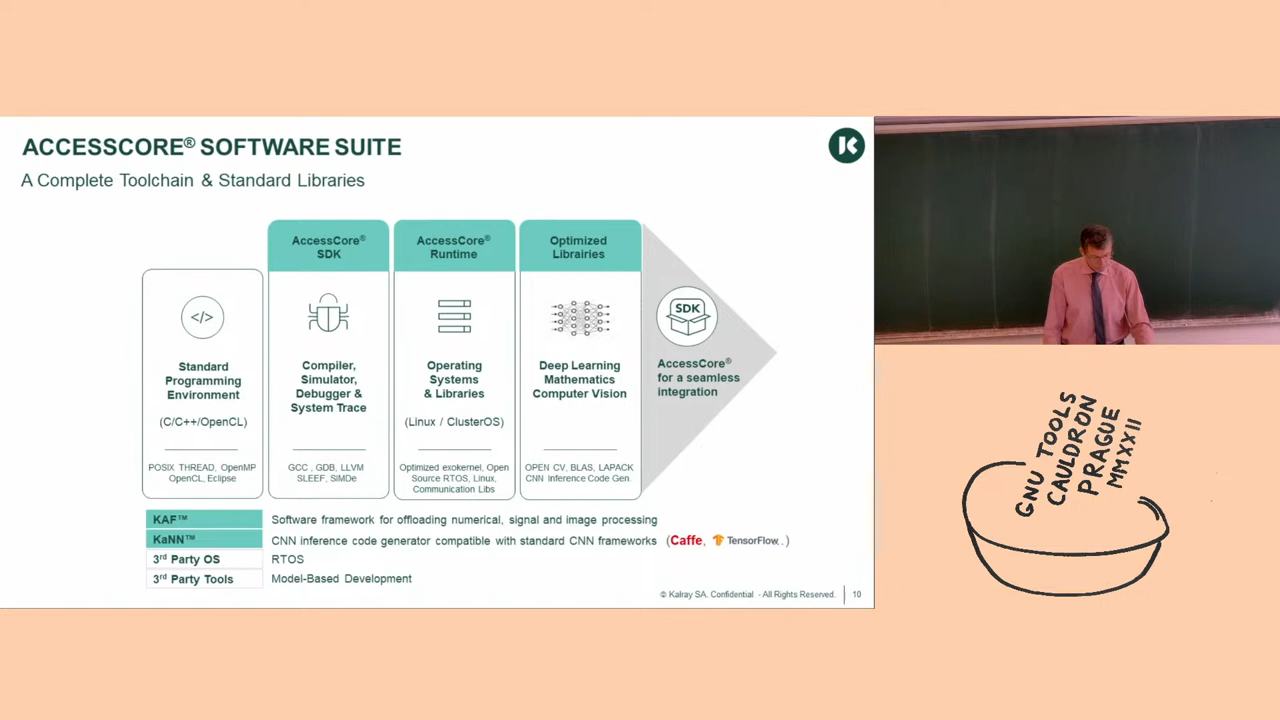 ACCESSCORE® SOFTWARE SUITE
A Complete Toolchain & Standard Libraries
</>
Standard
Programming
Environment
(C/C++/OpenCL)
POSIX THREAD, OpenMP
OpenCL, Eclipse
AccessCore®
SDK
Compiler,
Simulator,
Debugger &
System Trace
GCC , GDB, LLVM
SLEEF, SIMDe
AccessCore®
Runtime
Operating
Systems
& Libraries
(Linux / ClusterOS)
Optimized exokernel, Open
Source RTOS, Linux,
Communication Libs
Optimized
Librairies
Deep Learning
Mathematics
Computer Vision
OPEN CV, BLAS, LAPACK
CNN Inference Code Gen.
SDK
AccessCore®
for a seamless
integration
KAF™ Software framework for offloading numerical, signal and image processing
KaNN™ CNN inference code generator compatible with standard CNN frameworks (Caffe, TensorFlow..)
3rd Party OS RTOS
3rd Party Tools Model-Based Development
© Kalray SA. Confidential - All Rights Reserved. 10
GNU TOOLS
CAULDRON
PRAGUE
MMXXII